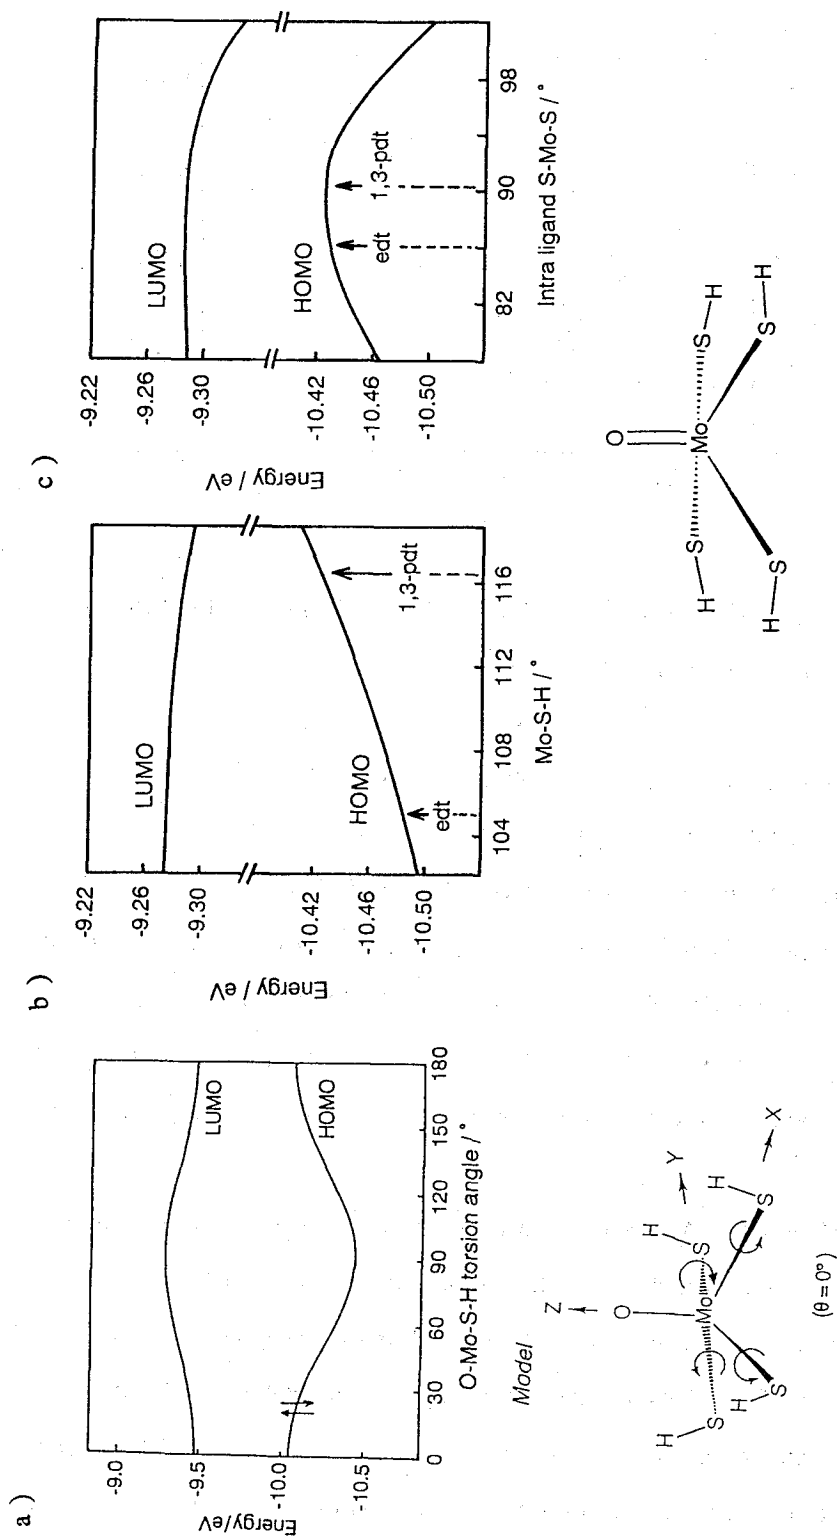 a )
Energy/eV
-9.0
-9.5
-10.0
-10.5
LUMO
HOMO
0
30
60
90
120
150
180
O-Mo-S-H torsion angle / °
Model
Z
Y
X
O
Mo
S
H
S
H
S
H
S
H
(θ = 0°)
b )
Energy / eV
-9.22
-9.26
-9.30
-10.42
-10.46
-10.50
LUMO
HOMO
edt
1,3-pdt
104
108
112
116
Mo-S-H / °
c )
Energy / eV
-9.22
-9.26
-9.30
-10.42
-10.46
-10.50
LUMO
HOMO
edt
1,3-pdt
82
90
98
Intra ligand S-Mo-S / °
O
Mo
S
H
S
H
S
H
S
H